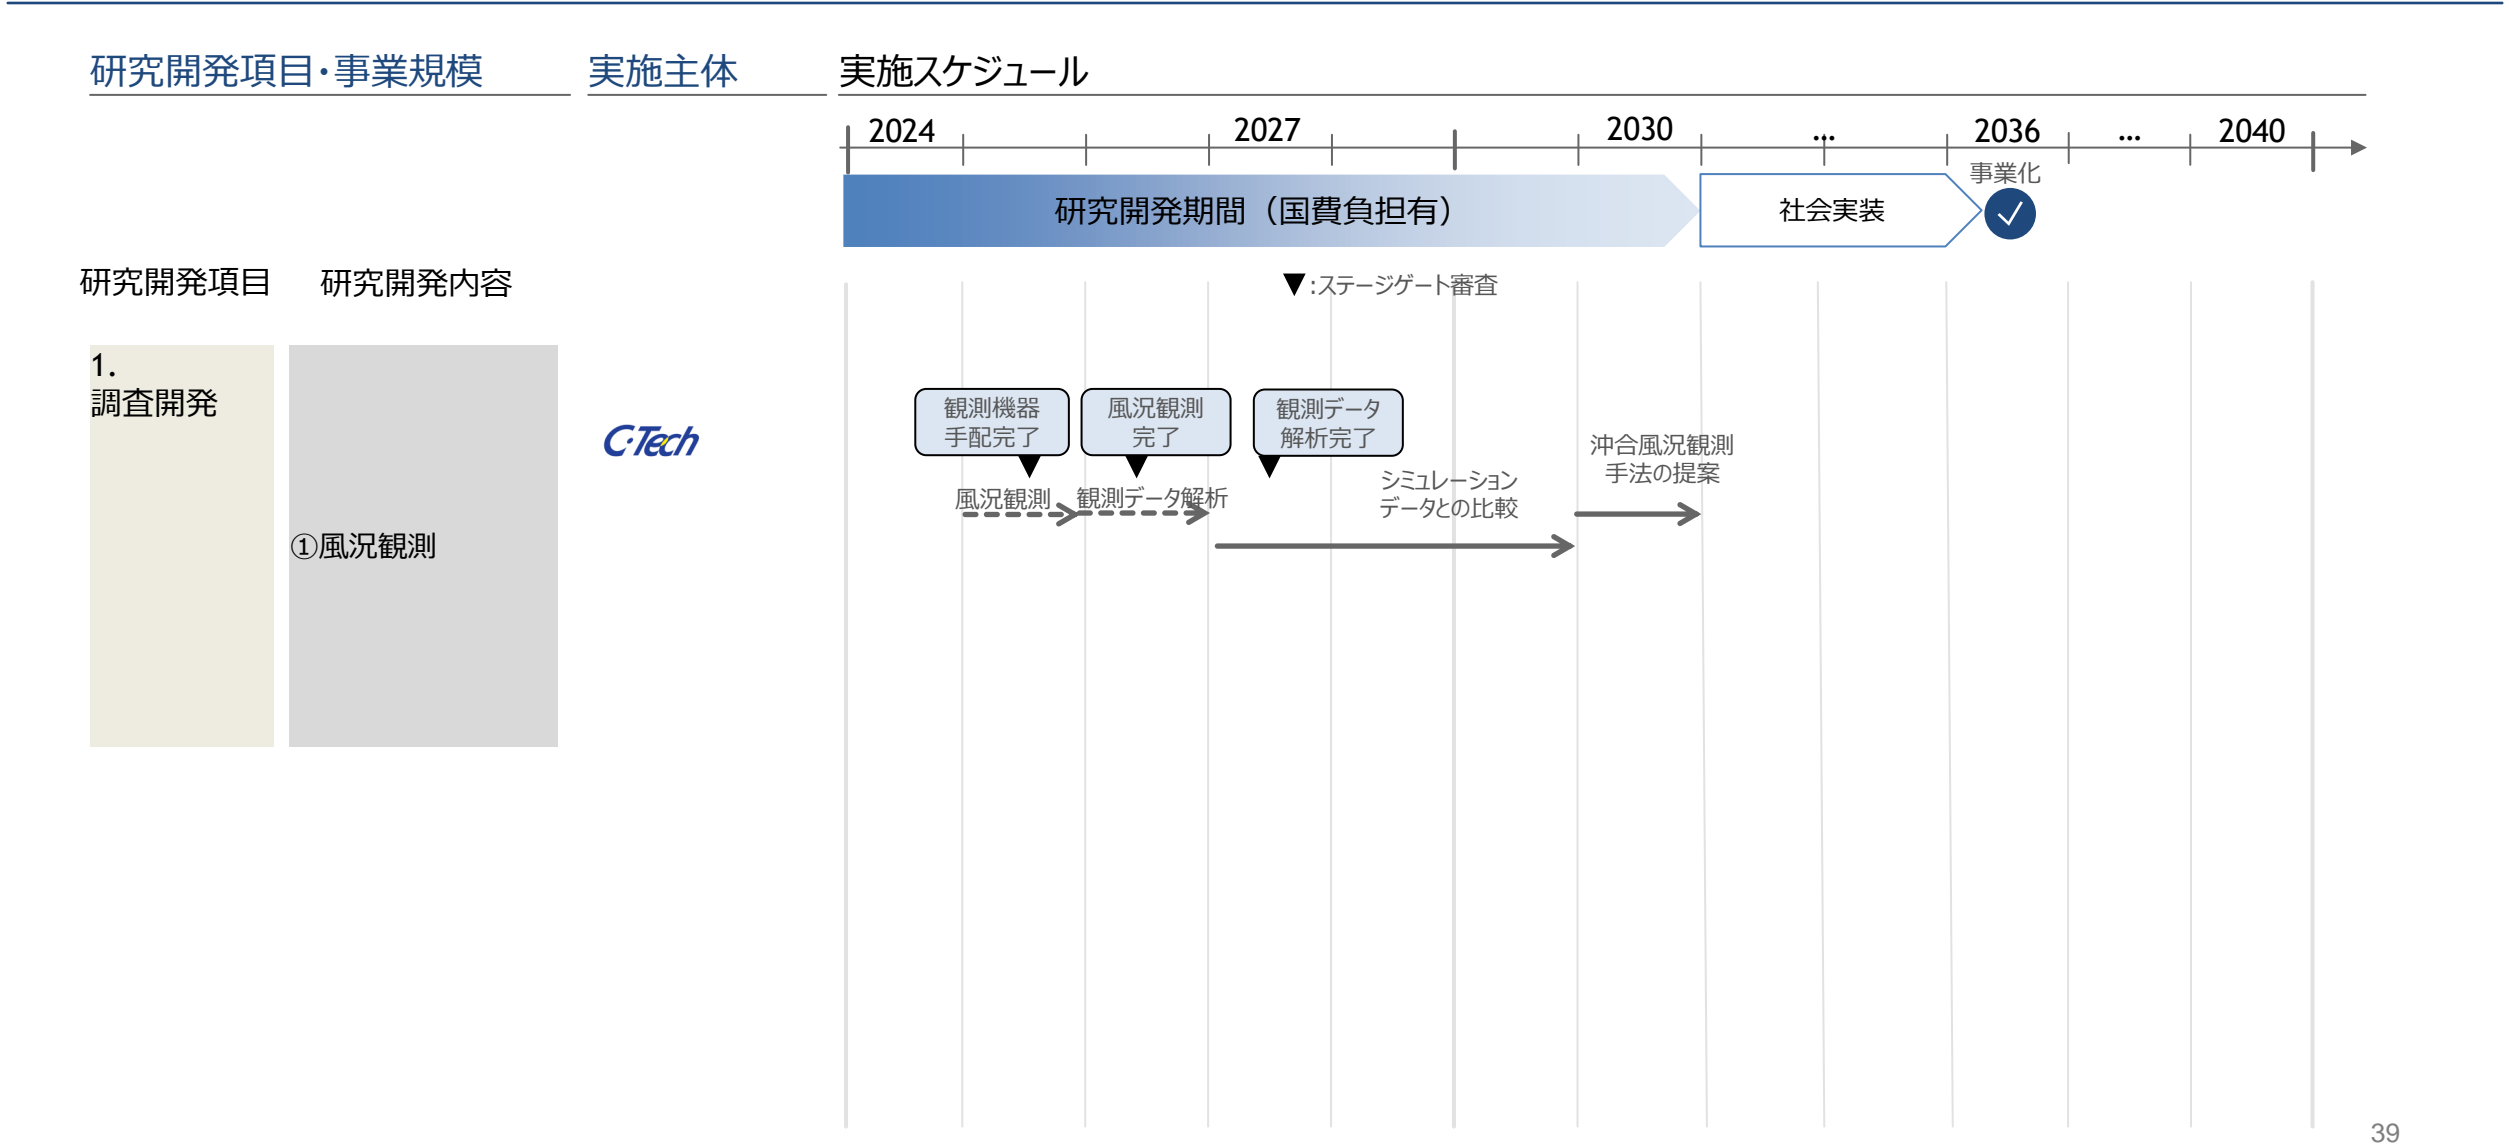 研究開発項目・事業規模
実施主体
実施スケジュール
2024
2027
2030
…
2036
…
2040
事業化
研究開発期間（国費負担有）
社会実装
研究開発項目
研究開発内容
▼:ステージゲート審査
1.
調査開発
①風況観測
C-Tech
観測機器
手配完了
風況観測
完了
観測データ
解析完了
風況観測
観測データ解析
シミュレーション
データとの比較
沖合風況観測
手法の提案
39